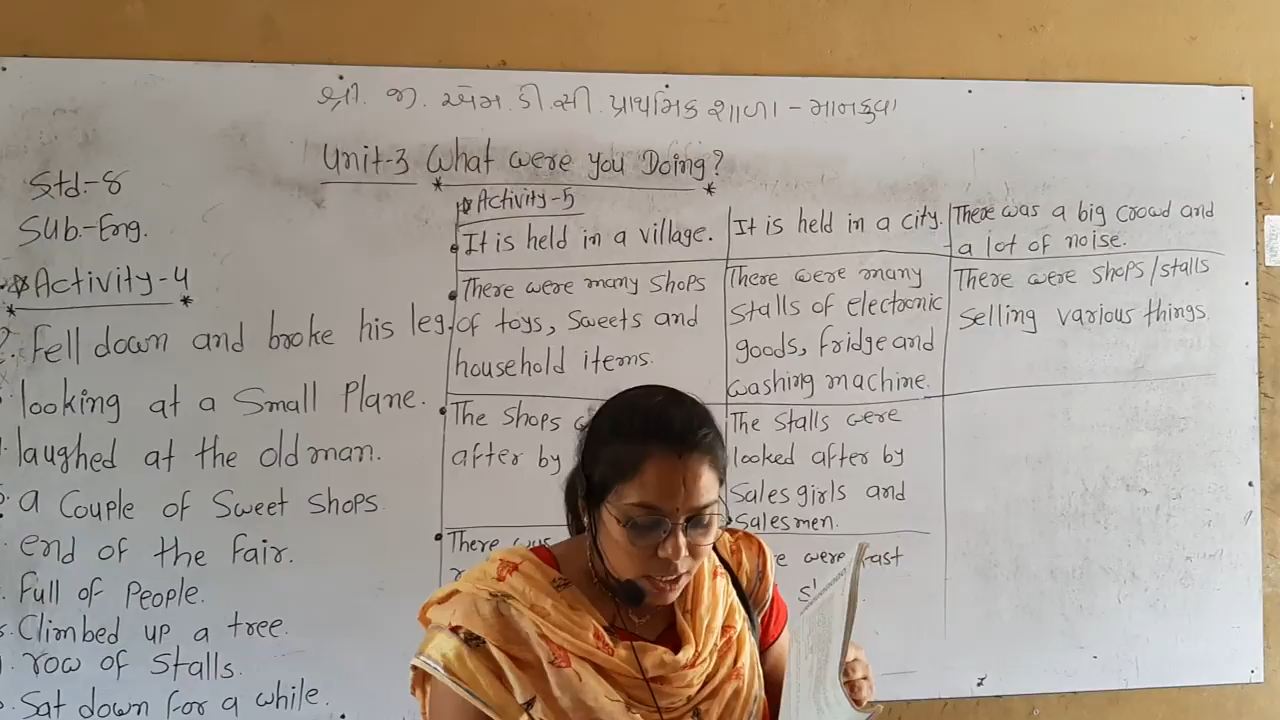 શ્રી. જી. એમ. ડી. સી. પ્રાથમિક શાળા - માનકુવા
Unit-3 What were you Doing?
Std.-8
Sub.-Eng.
Activity-4
Fell down and broke his leg.
looking at a Small Plane.
laughed at the old man.
a Couple of Sweet Shops.
end of the fair.
Full of People.
Climbed up a tree.
row of Stalls.
Sat down for a while.
Activity-5
It is held in a village.
There were many Shops
of toys, Sweets and
household items.
The Shops
after by
There was
It is held in a city.
There were many
Stalls of electronic
goods, fridge and
washing machine.
The Stalls were
looked after by
Salesgirls and
Salesmen.
were fast
There was a big crowd and
a lot of noise.
There were shops/stalls
Selling various things.